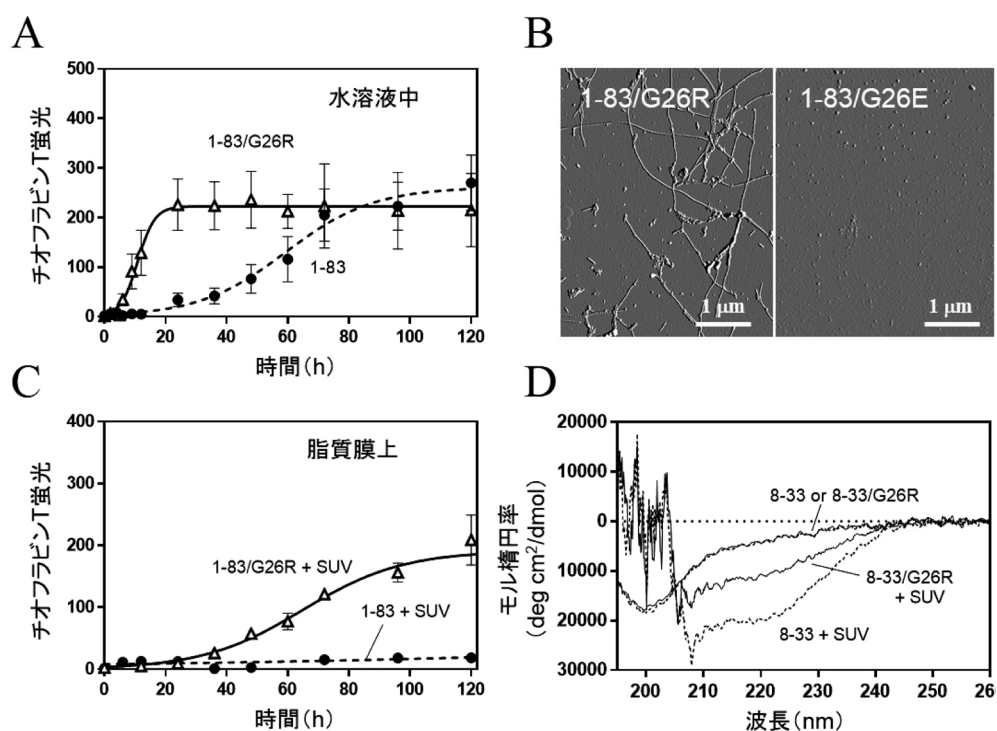 A
500
400
300
200
100
0
チオフラビンT蛍光
水溶液中
1-83/G26R
1-83
0 20 40 60 80 100 120
時間(h)
B
1-83/G26R
1 μm
1-83/G26E
1 μm
C
400
300
200
100
0
チオフラビンT蛍光
脂質膜上
1-83/G26R + SUV
1-83 + SUV
0 20 40 60 80 100 120
時間(h)
D
20000
10000
0
10000
20000
30000
モル楕円率
(deg cm2/dmol)
8-33 or 8-33/G26R
8-33/G26R
+ SUV
8-33 + SUV
200 210 220 230 240 250 260
波長(nm)